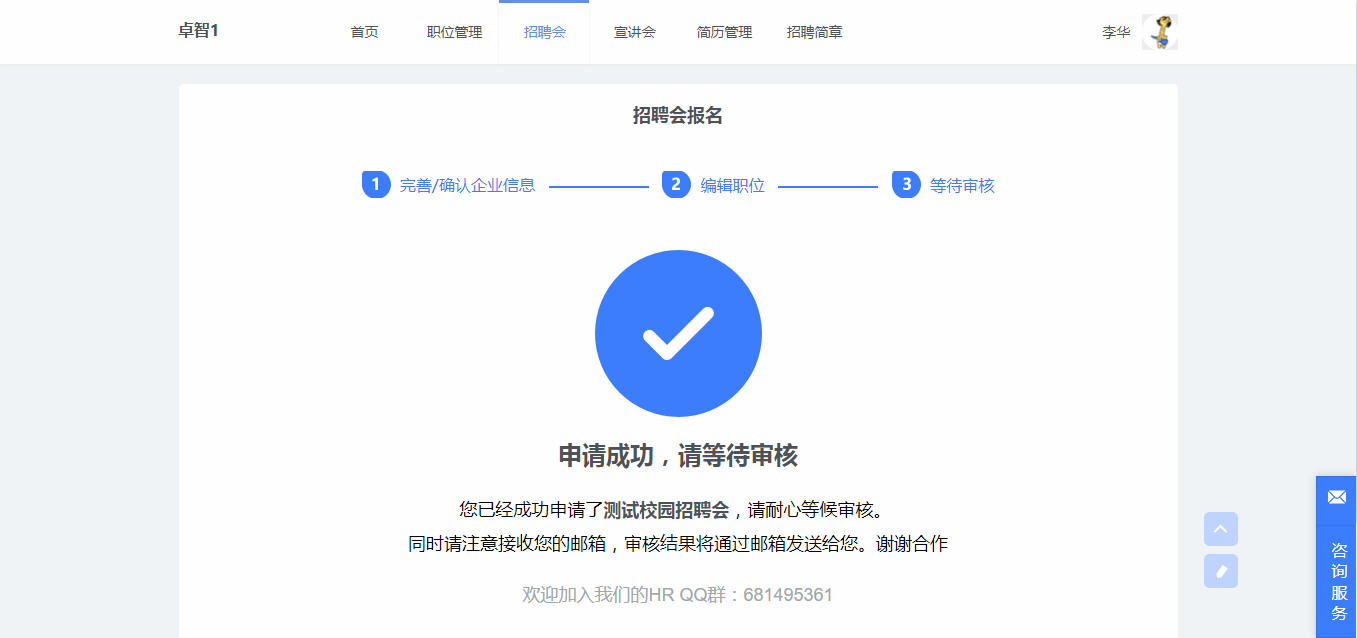 卓智1 首页 职位管理 招聘会 宣讲会 简历管理 招聘简章 李华
招聘会报名
1 完善/确认企业信息 2 编辑职位 3 等待审核
申请成功，请等待审核
您已经成功申请了测试校园招聘会，请耐心等候审核。
同时请注意接收您的邮箱，审核结果将通过邮箱发送给您。谢谢合作
欢迎加入我们的HR QQ群：681495361
咨
询
服
务